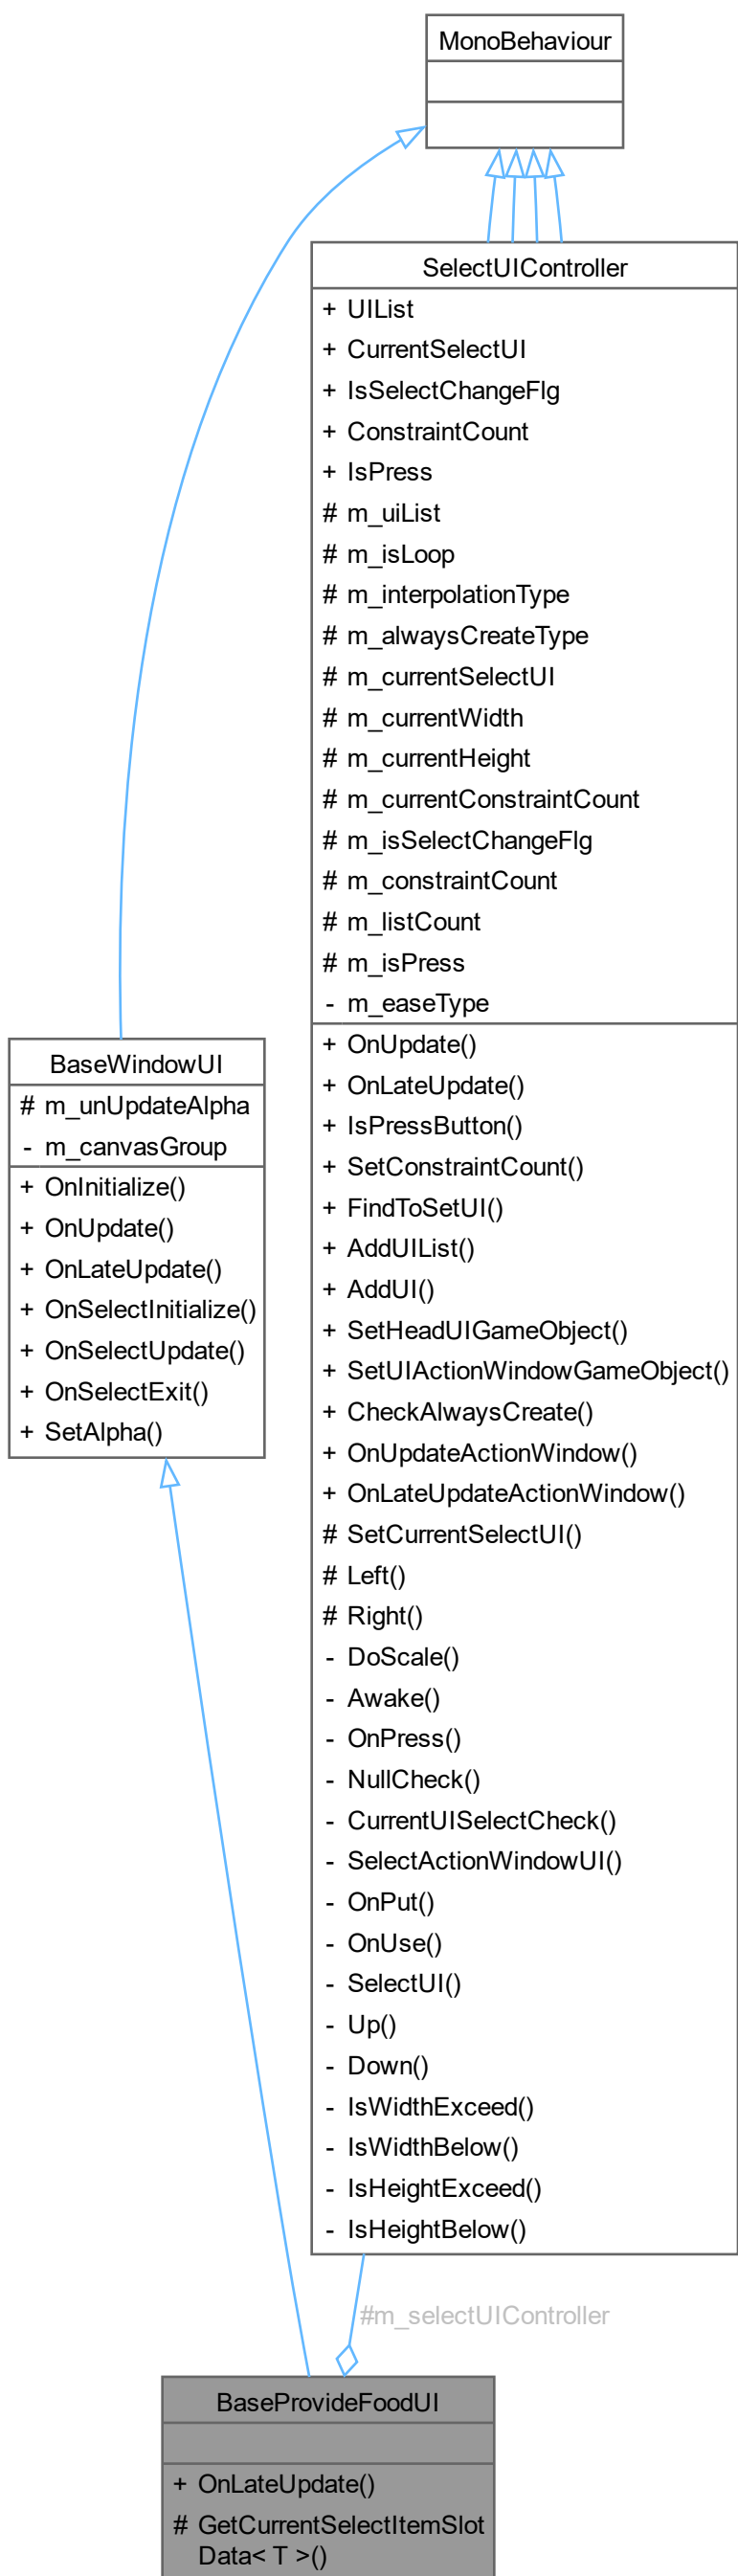 MonoBehaviour
SelectUIController
+ UIList
+ CurrentSelectUI
+ IsSelectChangeFlg
+ ConstraintCount
+ IsPress
# m_uiList
# m_isLoop
# m_interpolationType
# m_alwaysCreateType
# m_currentSelectUI
# m_currentWidth
# m_currentHeight
# m_currentConstraintCount
# m_isSelectChangeFlg
# m_constraintCount
# m_listCount
# m_isPress
- m_easeType
+ OnUpdate()
+ OnLateUpdate()
+ IsPressButton()
+ SetConstraintCount()
+ FindToSetUI()
+ AddUIList()
+ AddUI()
+ SetHeadUIGameObject()
+ SetUIActionWindowGameObject()
+ CheckAlwaysCreate()
+ OnUpdateActionWindow()
+ OnLateUpdateActionWindow()
# SetCurrentSelectUI()
# Left()
# Right()
- DoScale()
- Awake()
- OnPress()
- NullCheck()
- CurrentUISelectCheck()
- SelectActionWindowUI()
- OnPut()
- OnUse()
- SelectUI()
- Up()
- Down()
- IsWidthExceed()
- IsWidthBelow()
- IsHeightExceed()
- IsHeightBelow()
BaseWindowUI
# m_unUpdateAlpha
- m_canvasGroup
+ OnInitialize()
+ OnUpdate()
+ OnLateUpdate()
+ OnSelectInitialize()
+ OnSelectUpdate()
+ OnSelectExit()
+ SetAlpha()
#m_selectUIController
BaseProvideFoodUI
+ OnLateUpdate()
# GetCurrentSelectItemSlot
Data< T >()